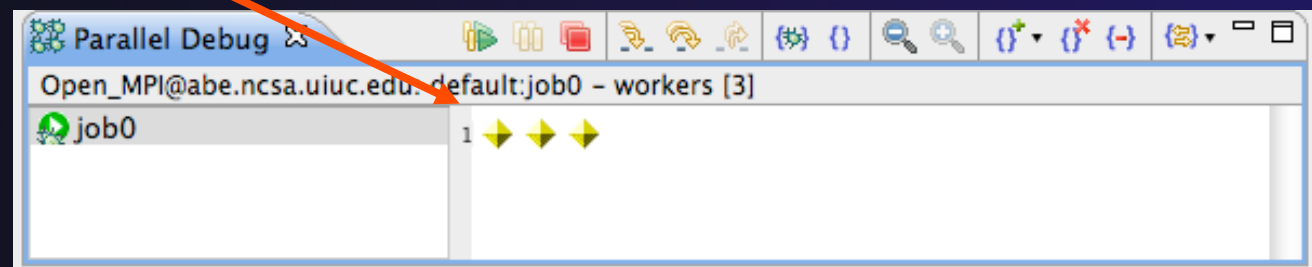 Parallel Debug
Open_MPI@abe.ncsa.uiuc.edu: default:job0 – workers [3]
job0
1